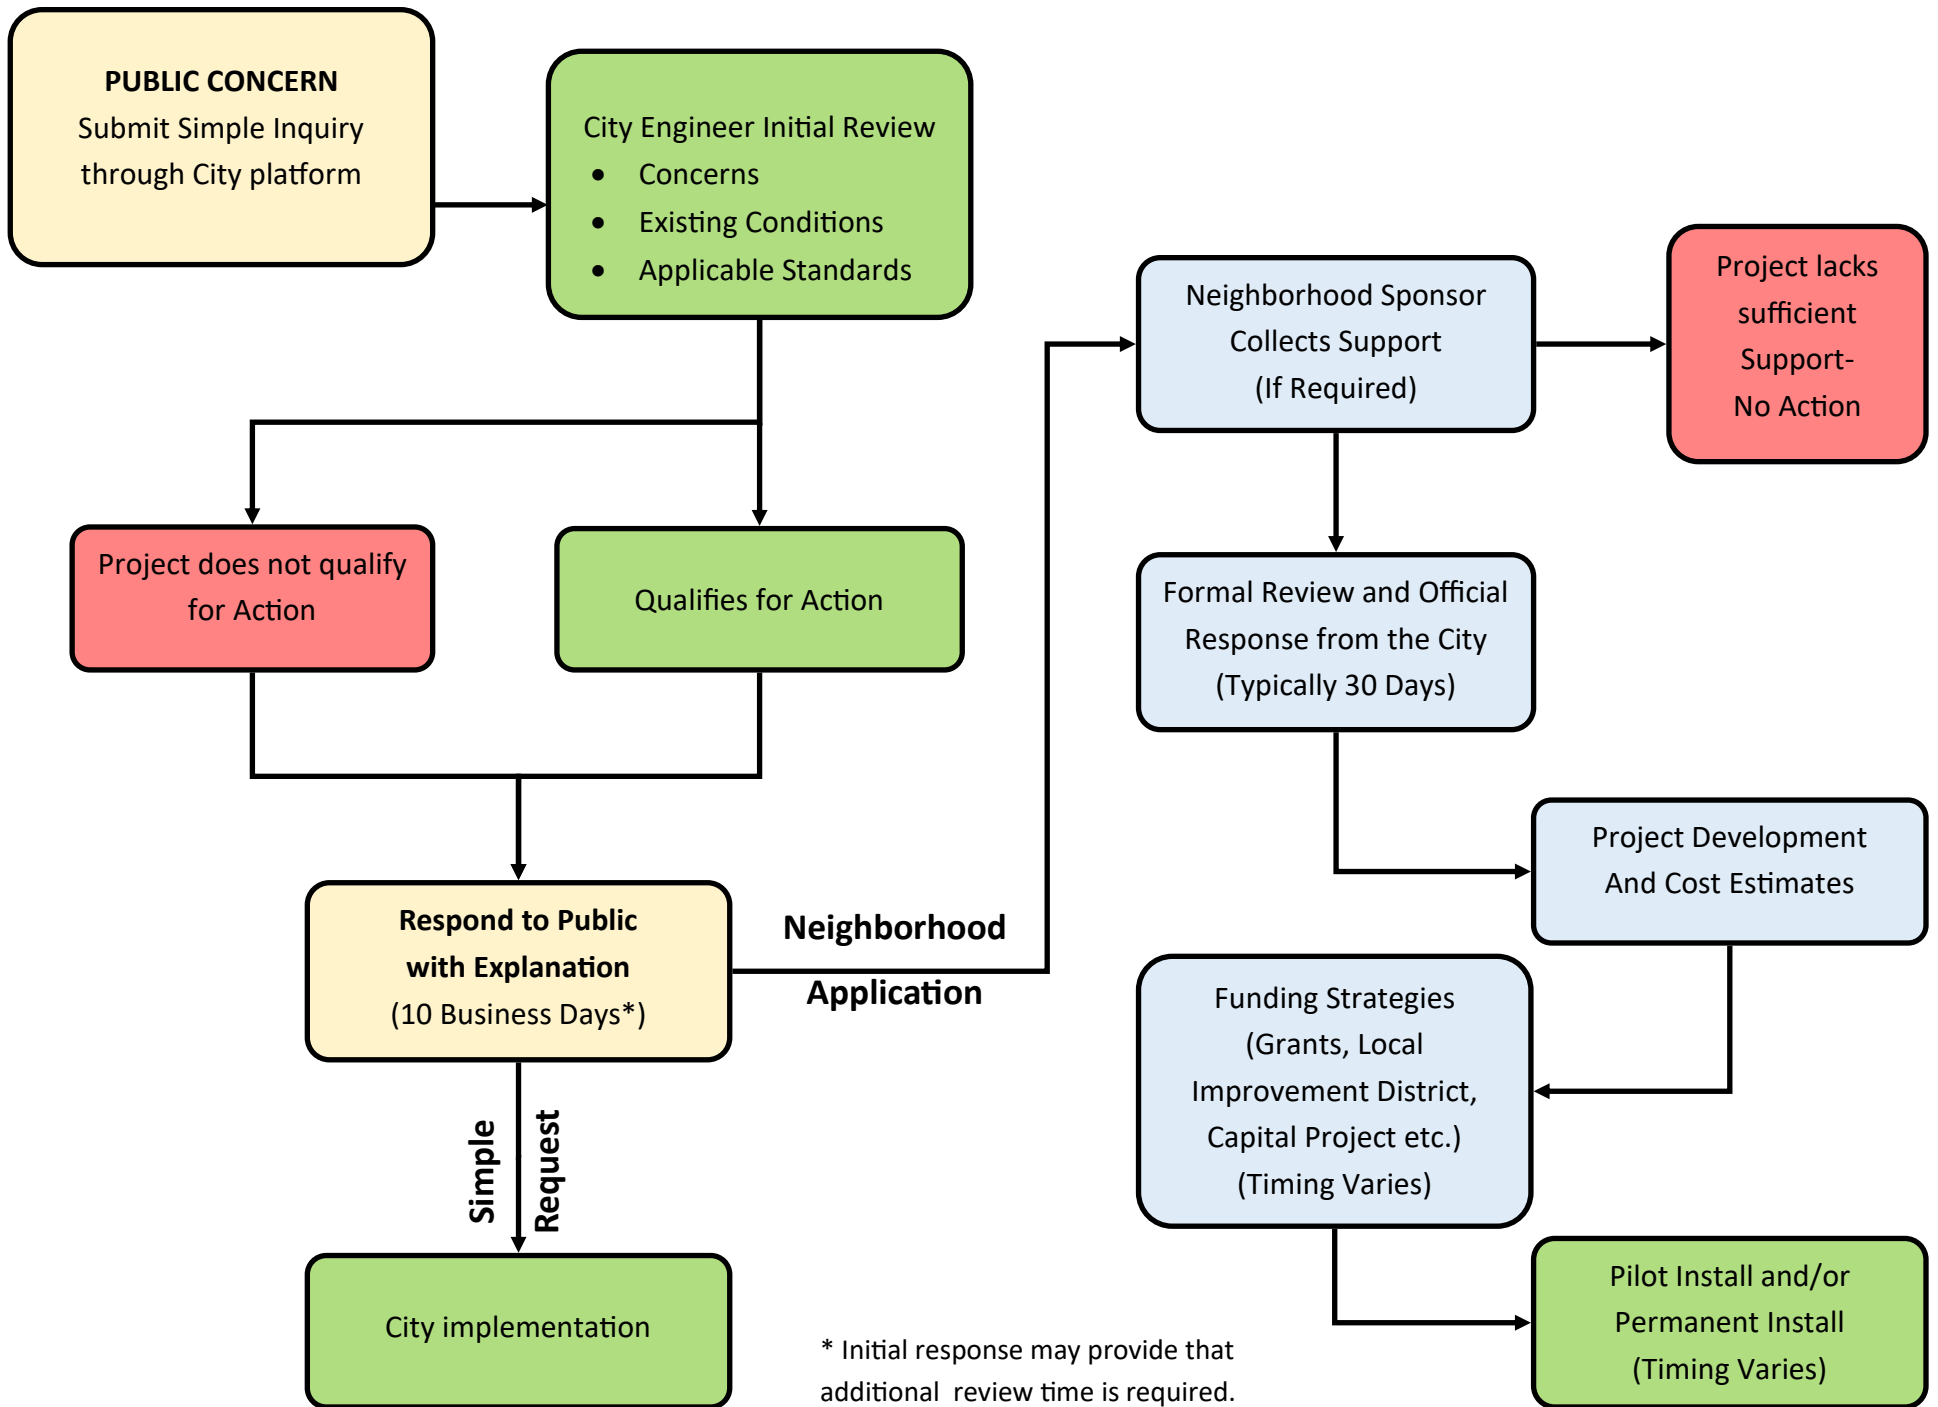 PUBLIC CONCERN
Submit Simple Inquiry
through City platform
City Engineer Initial Review
• Concerns
• Existing Conditions
• Applicable Standards
Project does not qualify
for Action
Qualifies for Action
Respond to Public
with Explanation
(10 Business Days*)
Simple
Request
City implementation
Neighborhood
Application
Neighborhood Sponsor
Collects Support
(If Required)
Project lacks
sufficient
Support-
No Action
Formal Review and Official
Response from the City
(Typically 30 Days)
Project Development
And Cost Estimates
Funding Strategies
(Grants, Local
Improvement District,
Capital Project etc.)
(Timing Varies)
Pilot Install and/or
Permanent Install
(Timing Varies)
* Initial response may provide that
additional review time is required.